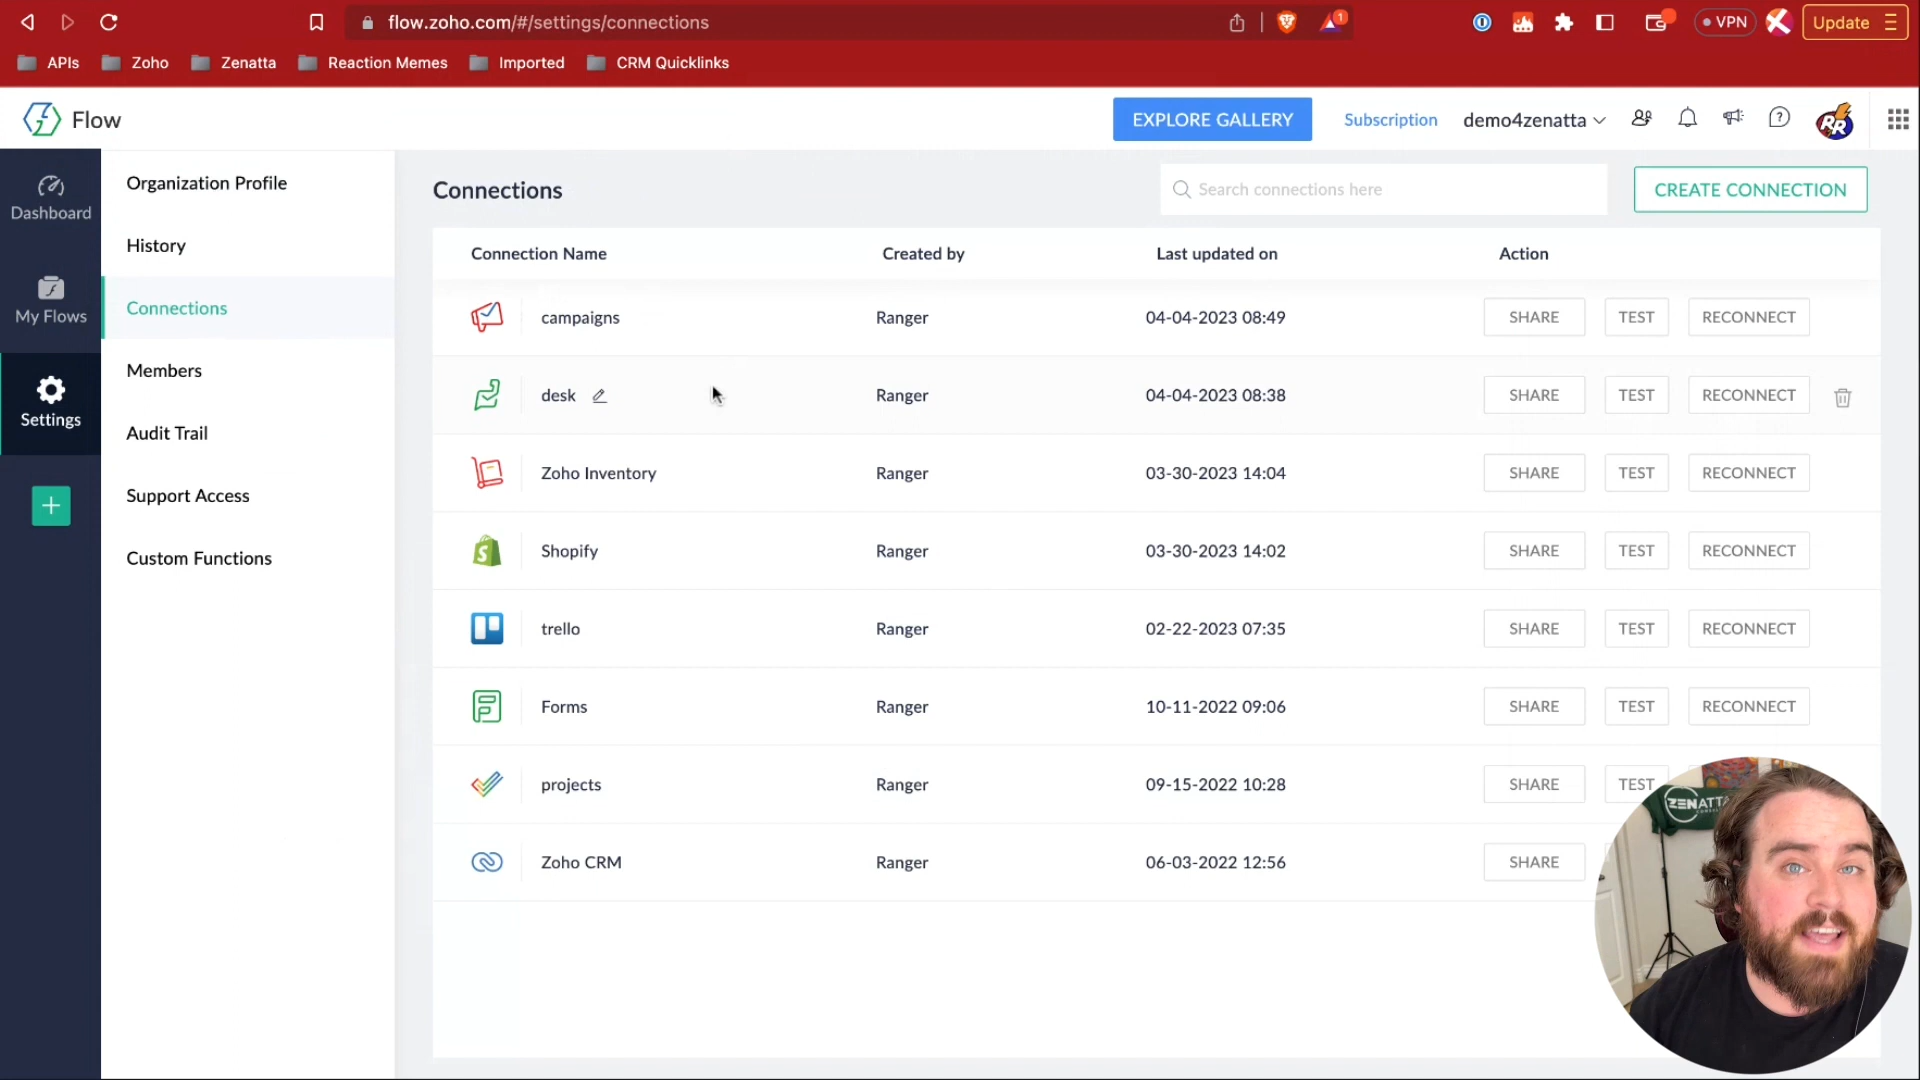 flow.zoho.com/#/settings/connections
1
VPN
Update
APIs
Zoho
Zenatta
Reaction Memes
Imported
CRM Quicklinks
Flow
EXPLORE GALLERY
Subscription
demo4zenatta
RR
Dashboard
My Flows
Settings
Organization Profile
History
Connections
Members
Audit Trail
Support Access
Custom Functions
Connections
Search connections here
CREATE CONNECTION
Connection Name Created by Last updated on Action
campaigns Ranger 04-04-2023 08:49 SHARE TEST RECONNECT
desk Ranger 04-04-2023 08:38 SHARE TEST RECONNECT
Zoho Inventory Ranger 03-30-2023 14:04 SHARE TEST RECONNECT
Shopify Ranger 03-30-2023 14:02 SHARE TEST RECONNECT
trello Ranger 02-22-2023 07:35 SHARE TEST RECONNECT
Forms Ranger 10-11-2022 09:06 SHARE TEST RECONNECT
projects Ranger 09-15-2022 10:28 SHARE TEST
Zoho CRM Ranger 06-03-2022 12:56 SHARE
ZENATTA